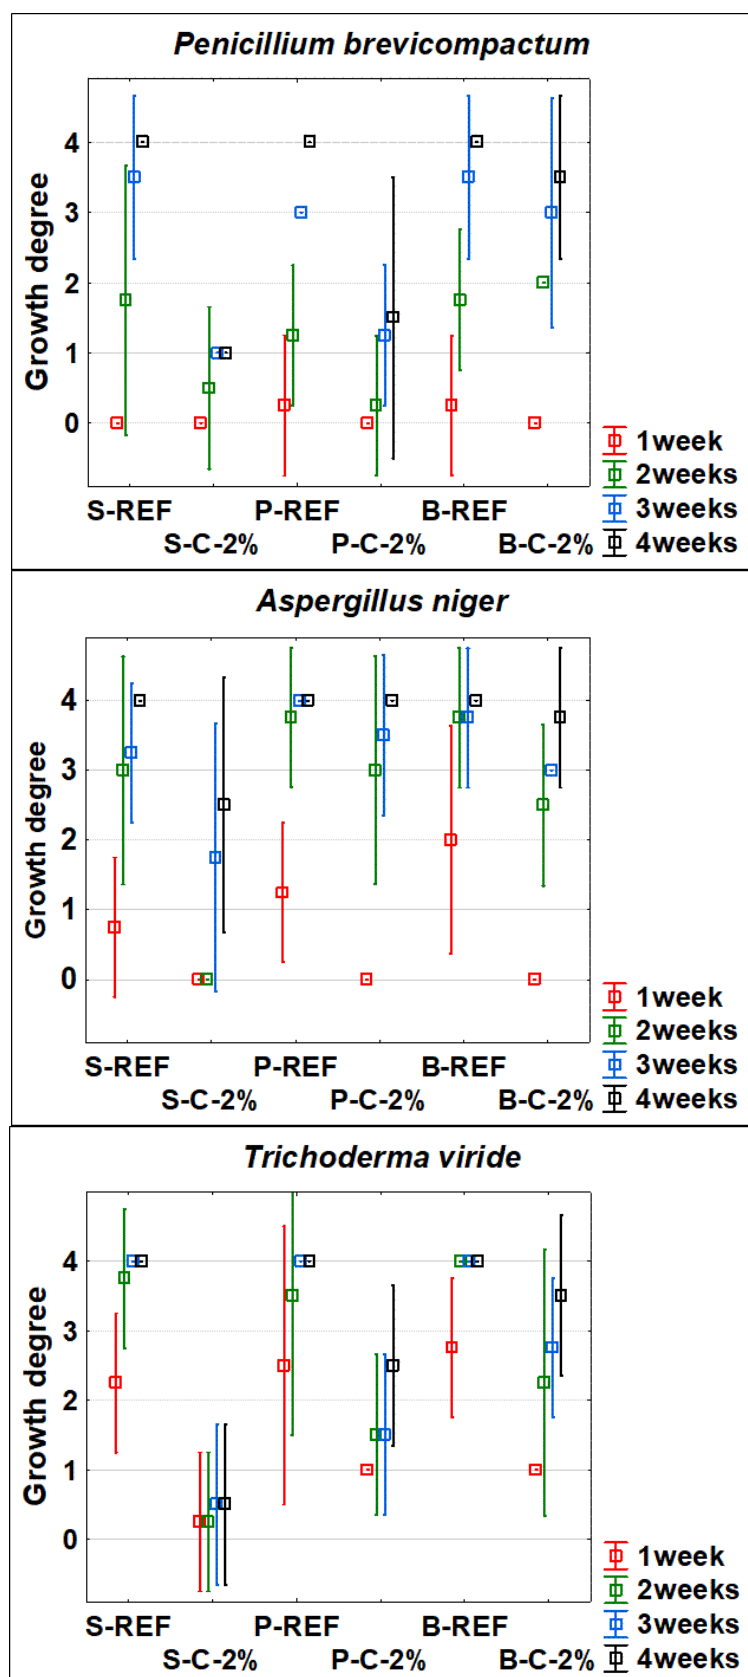 Penicillium brevicompactum
Growth degree
4
3
2
1
0
S-REF P-REF B-REF
S-C-2% P-C-2% B-C-2%
1week
2weeks
3weeks
4weeks
Aspergillus niger
Growth degree
4
3
2
1
0
S-REF P-REF B-REF
S-C-2% P-C-2% B-C-2%
1week
2weeks
3weeks
4weeks
Trichoderma viride
Growth degree
4
3
2
1
0
S-REF P-REF B-REF
S-C-2% P-C-2% B-C-2%
1week
2weeks
3weeks
4weeks